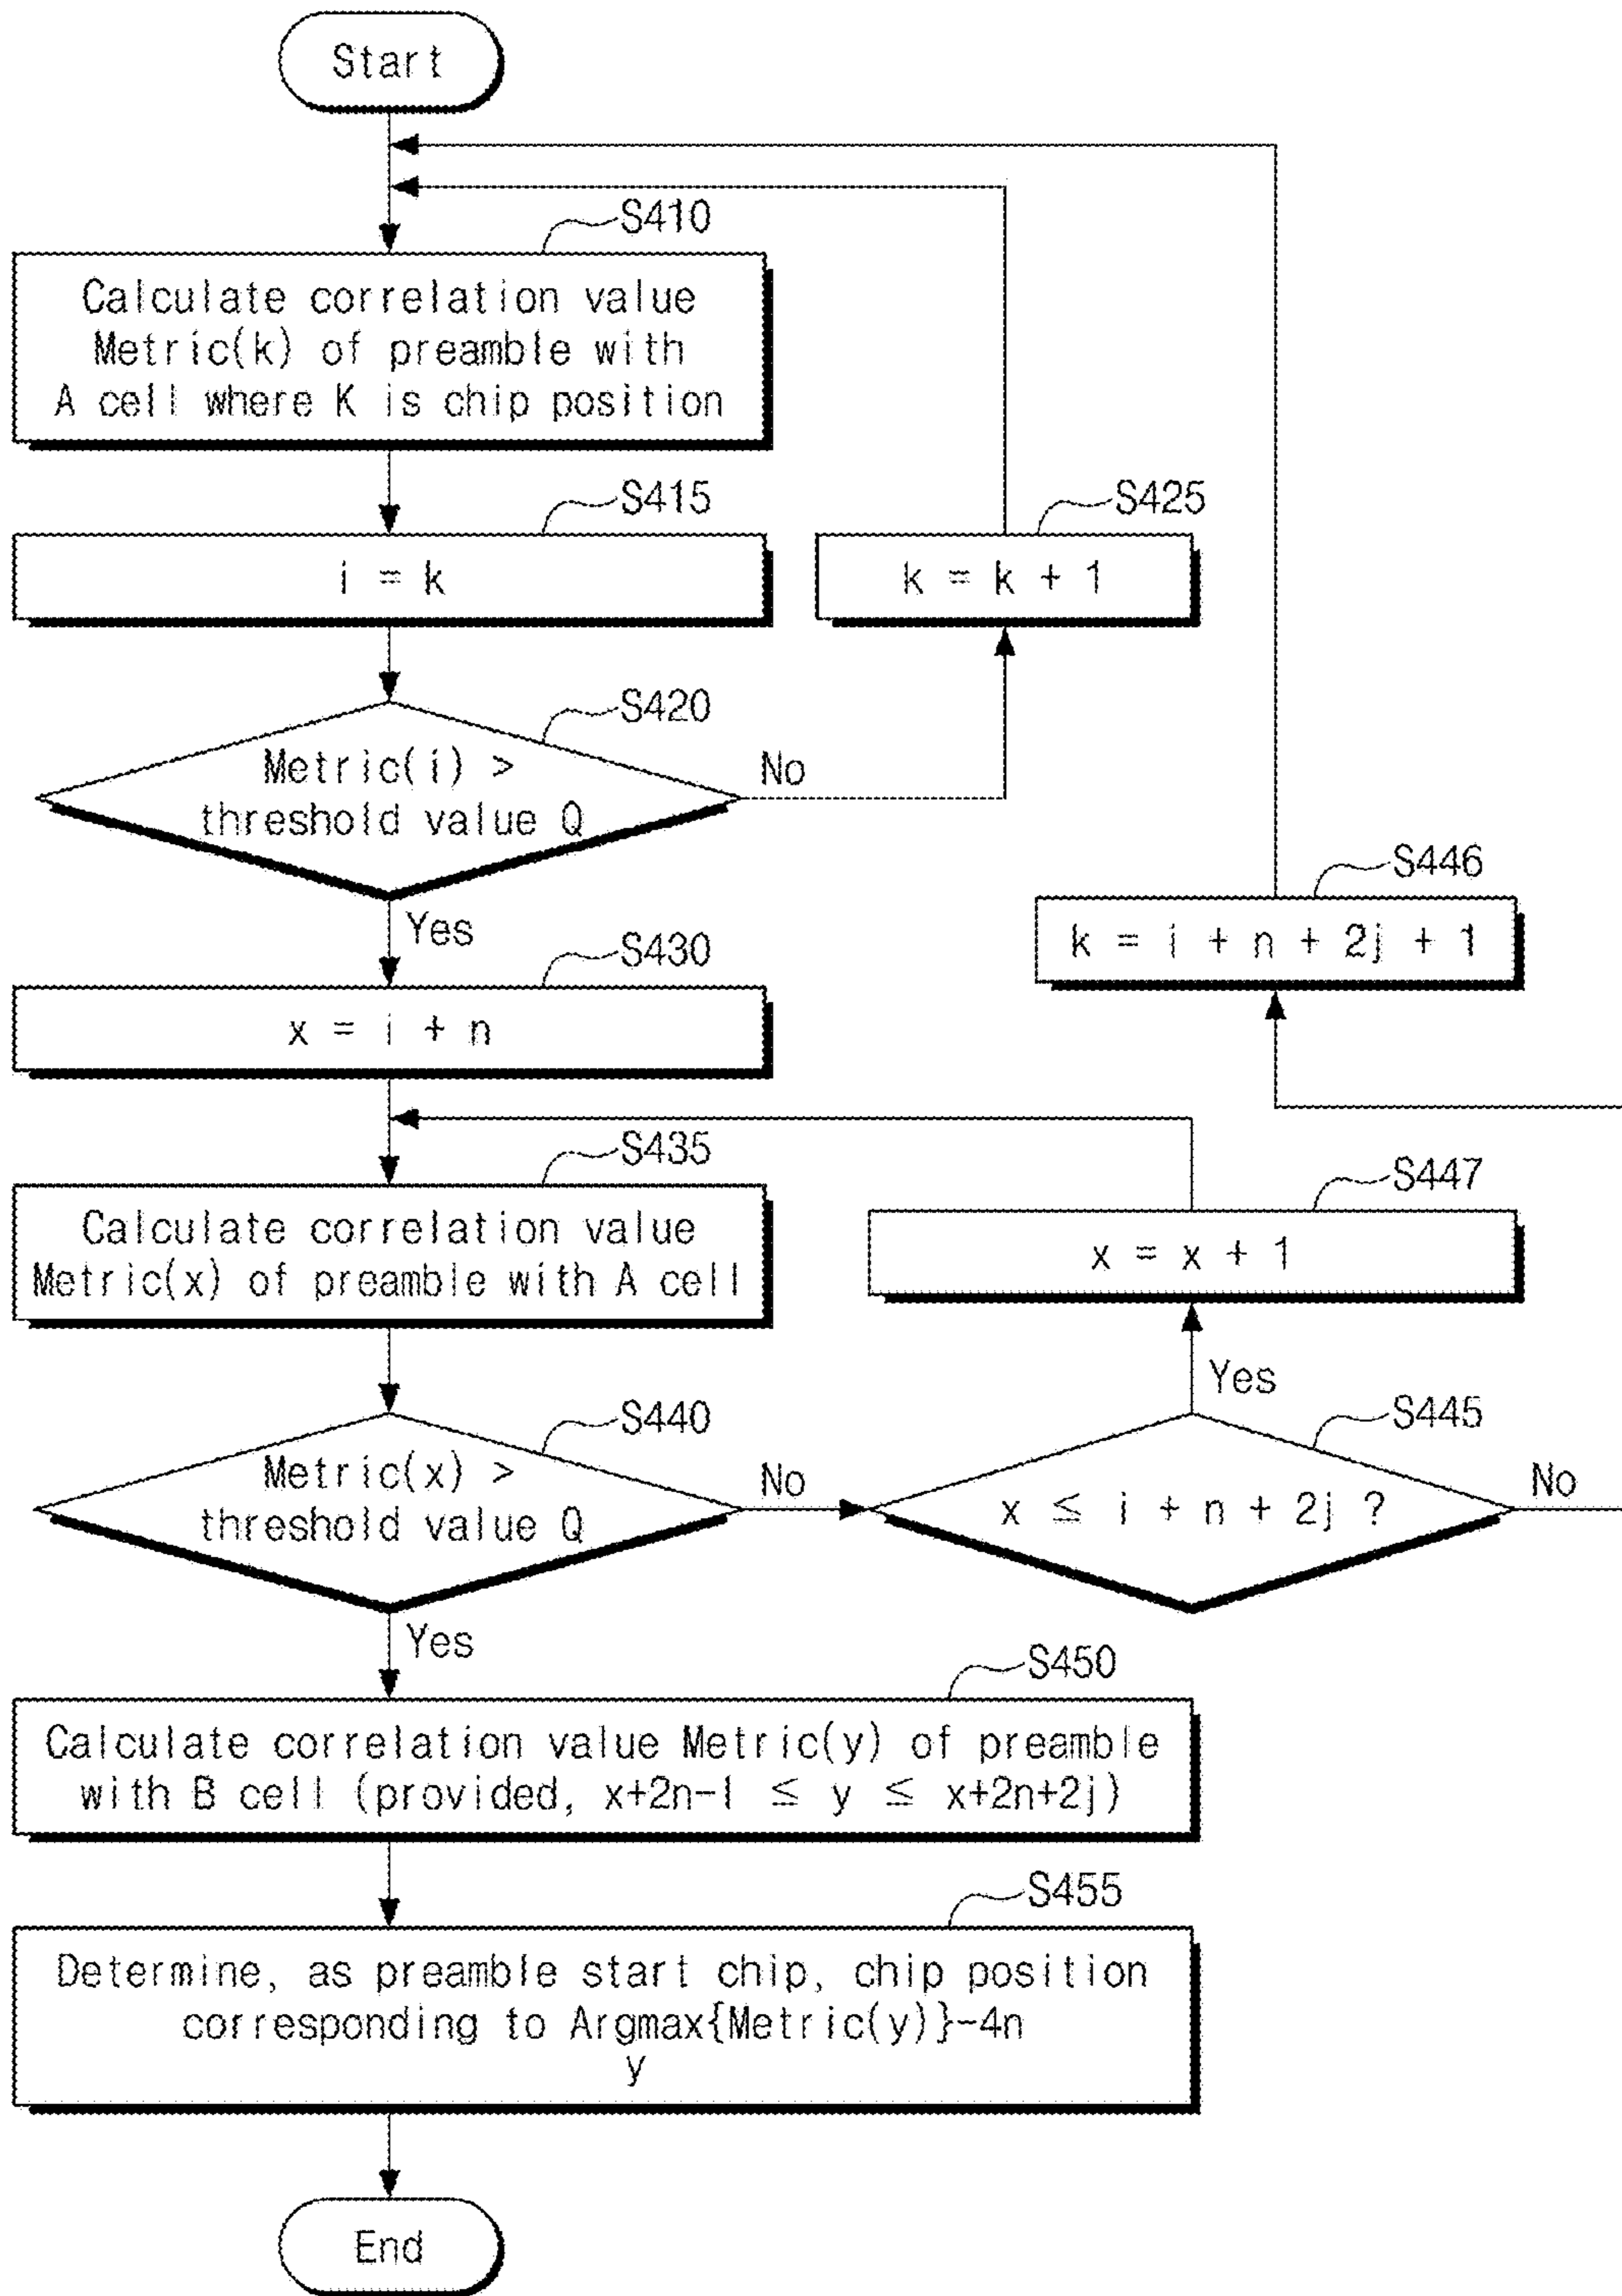 Start
S410
Calculate correlation value
Metric(k) of preamble with
A cell where K is chip position
S415
i = k
S425
k = k + 1
S420
Metric(i) >
threshold value Q
No
Yes
S446
k = i + n + 2j + 1
S430
x = i + n
S435
Calculate correlation value
Metric(x) of preamble with A cell
S447
x = x + 1
Yes
S440
Metric(x) >
threshold value Q
No
S445
x ≤ i + n + 2j ?
No
Yes
S450
Calculate correlation value Metric(y) of preamble
with B cell (provided, x+2n-1 ≤ y ≤ x+2n+2j)
S455
Determine, as preamble start chip, chip position
corresponding to Argmax{Metric(y)}-4n
y
End